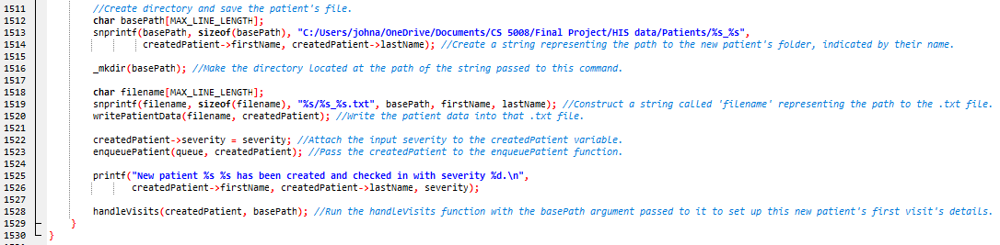 1511 //Create directory and save the patient's file.
1512 char basePath[MAX_LINE_LENGTH];
1513 snprintf(basePath, sizeof(basePath), "C:/Users/johna/OneDrive/Documents/CS 5008/Final Project/HIS data/Patients/%s_%s",
1514 createdPatient->firstName, createdPatient->lastName); //Create a string representing the path to the new patient's folder, indicated by their name.
1515
1516 _mkdir(basePath); //Make the directory located at the path of the string passed to this command.
1517
1518 char filename[MAX_LINE_LENGTH];
1519 snprintf(filename, sizeof(filename), "%s/%s_%s.txt", basePath, firstName, lastName); //Construct a string called 'filename' representing the path to the .txt file.
1520 writePatientData(filename, createdPatient); //Write the patient data into that .txt file.
1521
1522 createdPatient->severity = severity; //Attach the input severity to the createdPatient variable.
1523 enqueuePatient(queue, createdPatient); //Pass the createdPatient to the enqueuePatient function.
1524
1525 printf("New patient %s %s has been created and checked in with severity %d.\n",
1526 createdPatient->firstName, createdPatient->lastName, severity);
1527
1528 handleVisits(createdPatient, basePath); //Run the handleVisits function with the basePath argument passed to it to set up this new patient's first visit's details.
1529 }
1530 }